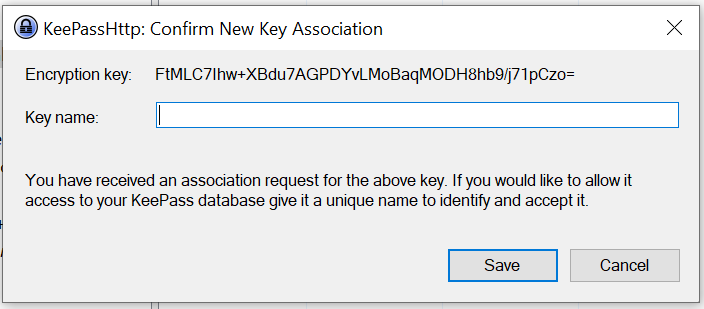 KeePassHttp: Confirm New Key Association
Encryption key: FtMLC7Ihw+XBdu7AGPDYvLMoBaqMODH8hb9/j71pCzo=
Key name:
You have received an association request for the above key. If you would like to allow it
access to your KeePass database give it a unique name to identify and accept it.
Save Cancel